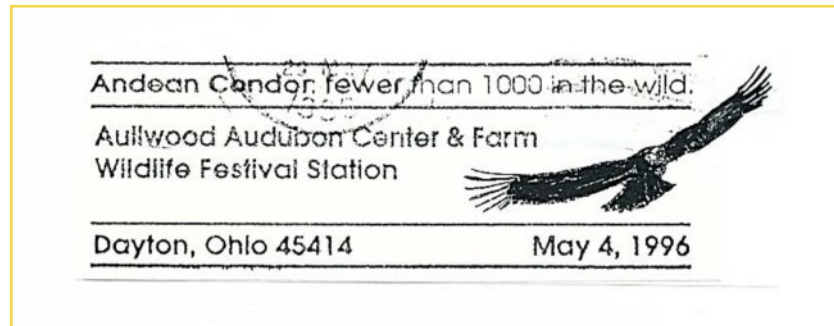 Andean Condor: fewer than 1000 in the wild.
Aullwood Audubon Center & Farm
Wildlife Festival Station
Dayton, Ohio 45414
May 4, 1996